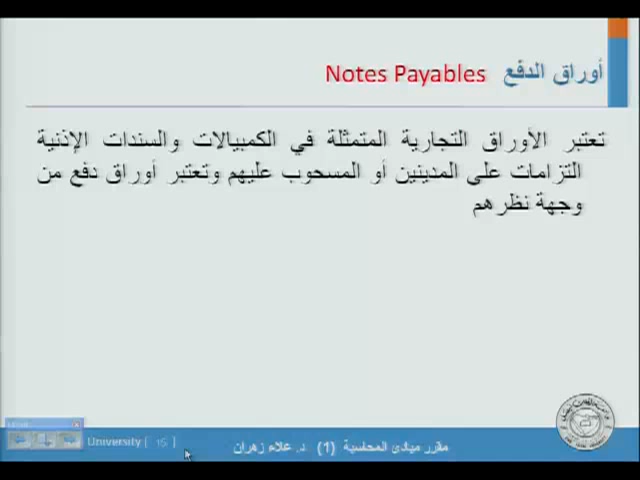 أوراق الدفع Notes Payables
تعتبر الأوراق التجارية المتمثلة في الكمبيالات والسندات الإذنية
التزامات على المدينين أو المسحوب عليهم وتعتبر أوراق دفع من
وجهة نظرهم
مقرر مبادئ المحاسبة (1) د. علاء زهران
University [ 15 ]